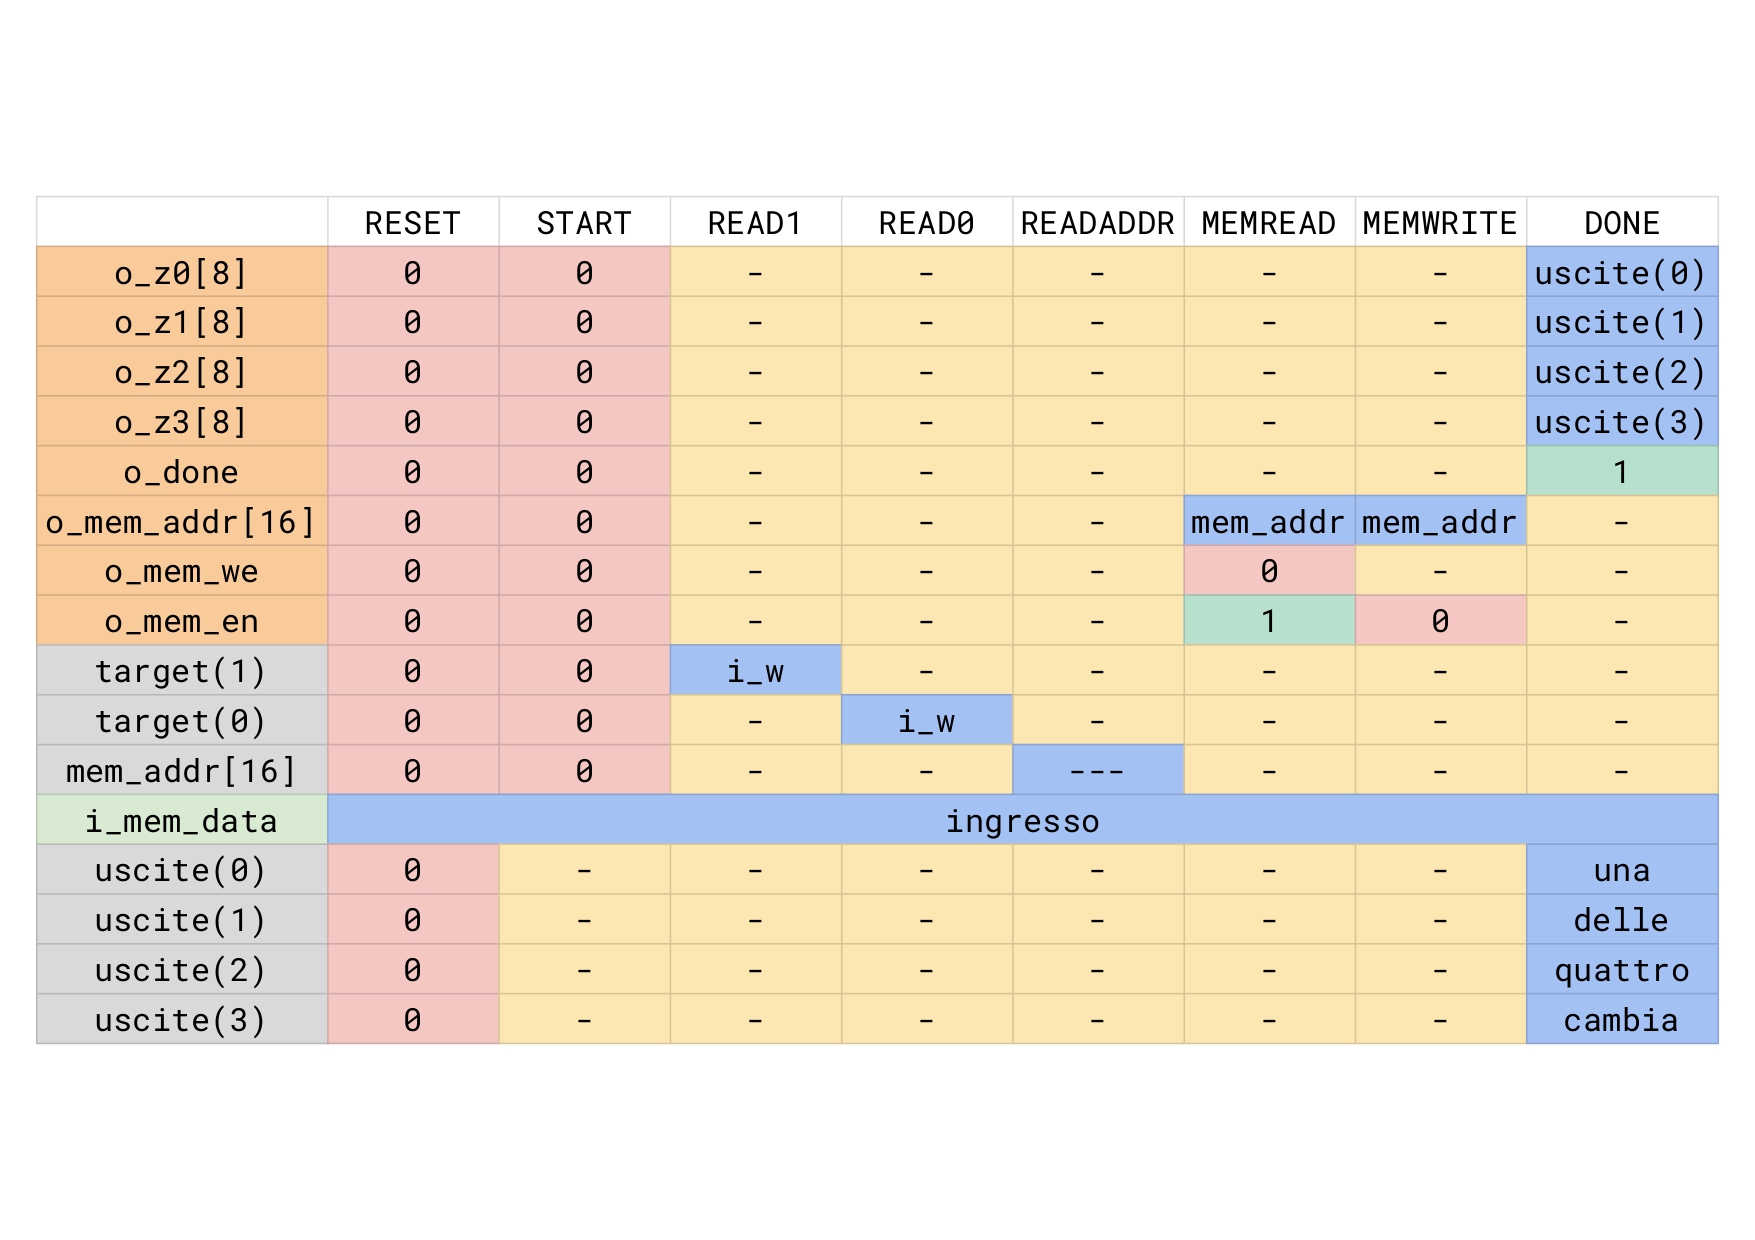 RESET START READ1 READ0 READADDR MEMREAD MEMWRITE DONE
o_z0[8] 0 0 - - - - - uscite(0)
o_z1[8] 0 0 - - - - - uscite(1)
o_z2[8] 0 0 - - - - - uscite(2)
o_z3[8] 0 0 - - - - - uscite(3)
o_done 0 0 - - - - - 1
o_mem_addr[16] 0 0 - - - mem_addr mem_addr -
o_mem_we 0 0 - - - 0 - -
o_mem_en 0 0 - - - 1 0 -
target(1) 0 0 i_w - - - - -
target(0) 0 0 - i_w - - - -
mem_addr[16] 0 0 - - --- - - -
i_mem_data ingresso
uscite(0) 0 - - - - - - una
uscite(1) 0 - - - - - - delle
uscite(2) 0 - - - - - - quattro
uscite(3) 0 - - - - - - cambia